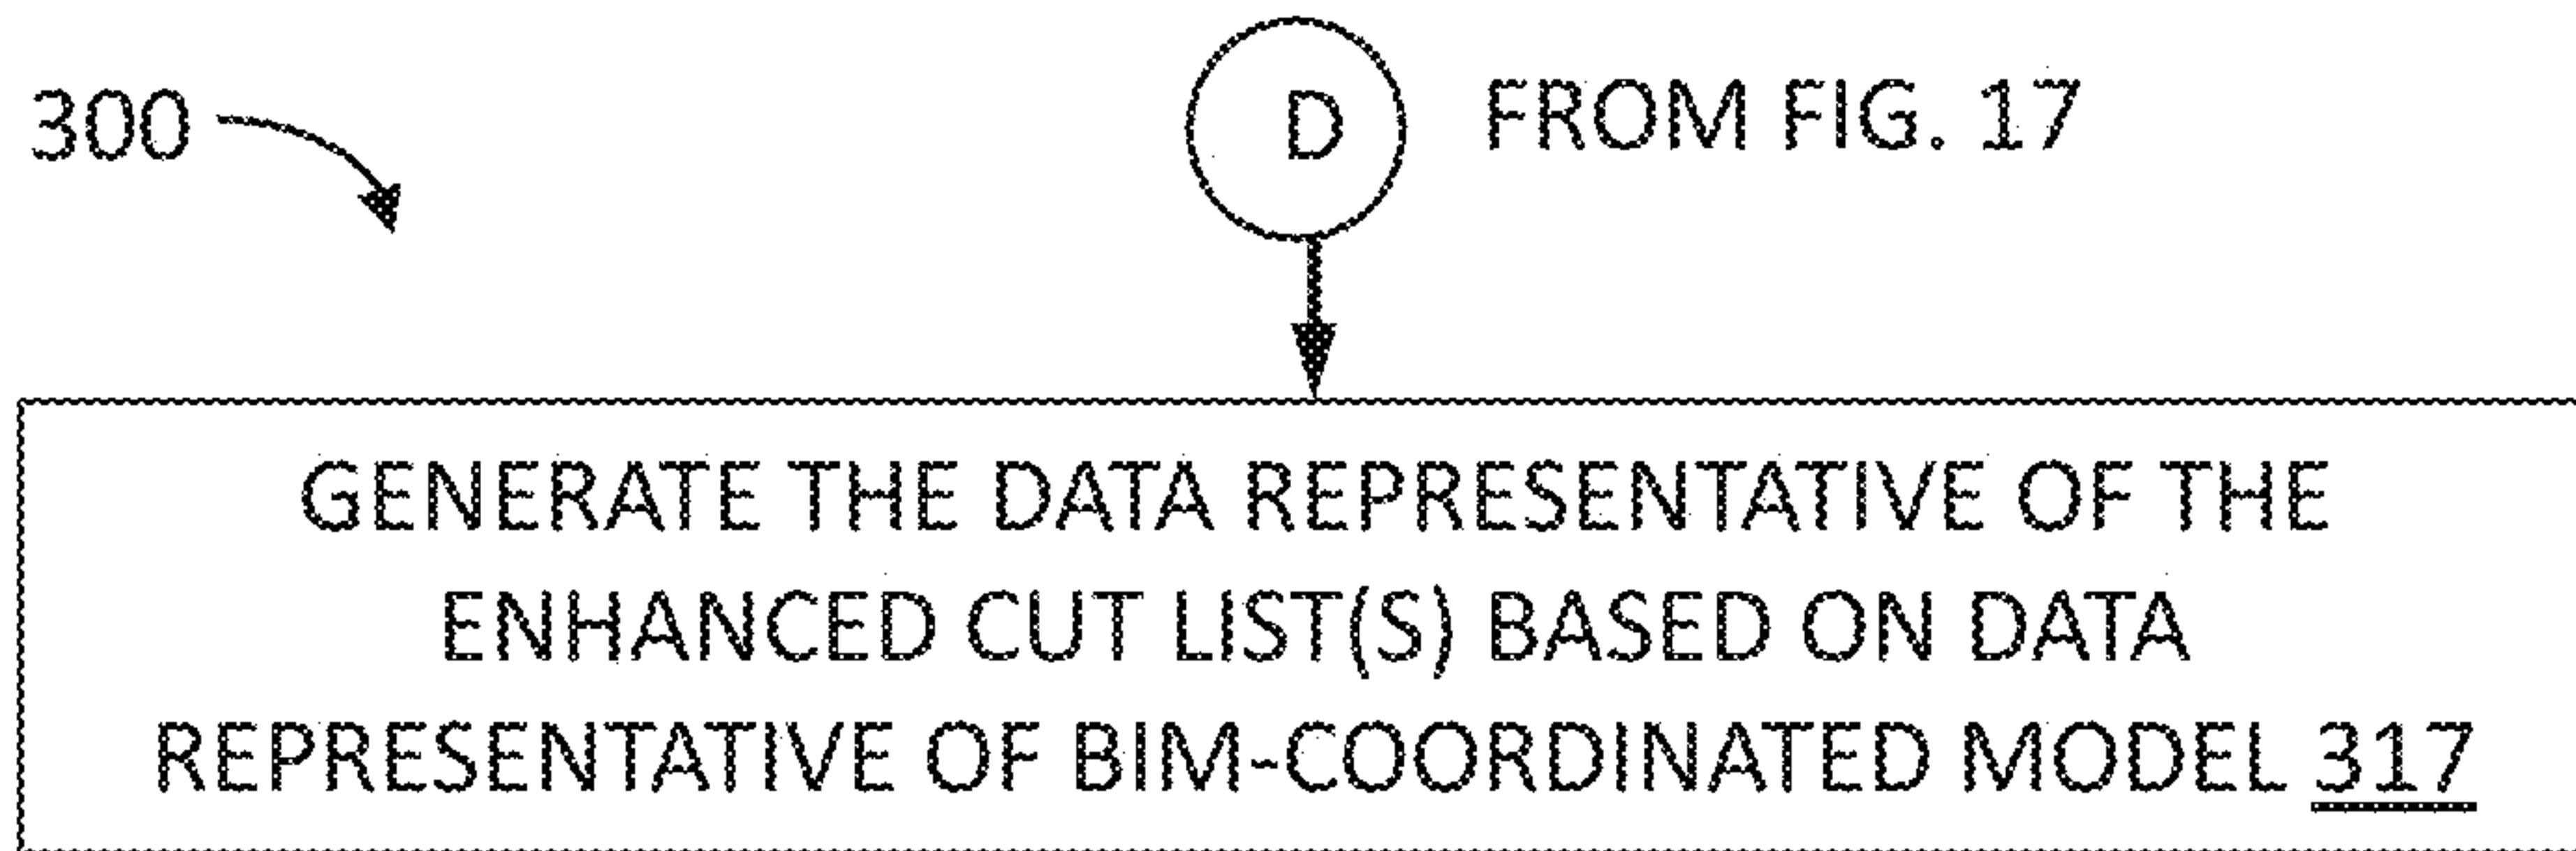 300
D FROM FIG. 17
GENERATE THE DATA REPRESENTATIVE OF THE
ENHANCED CUT LIST(S) BASED ON DATA
REPRESENTATIVE OF BIM-COORDINATED MODEL 317